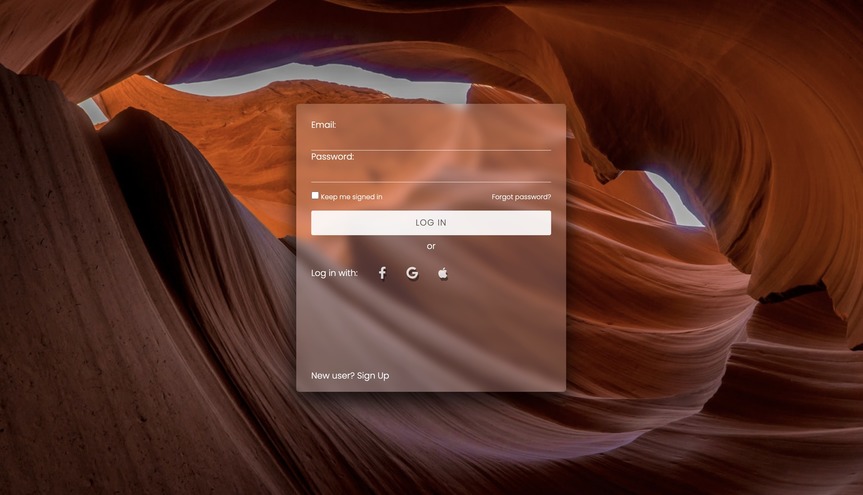 Email:
Password:
Keep me signed in Forgot password?
LOG IN
or
Log in with:
New user? Sign Up